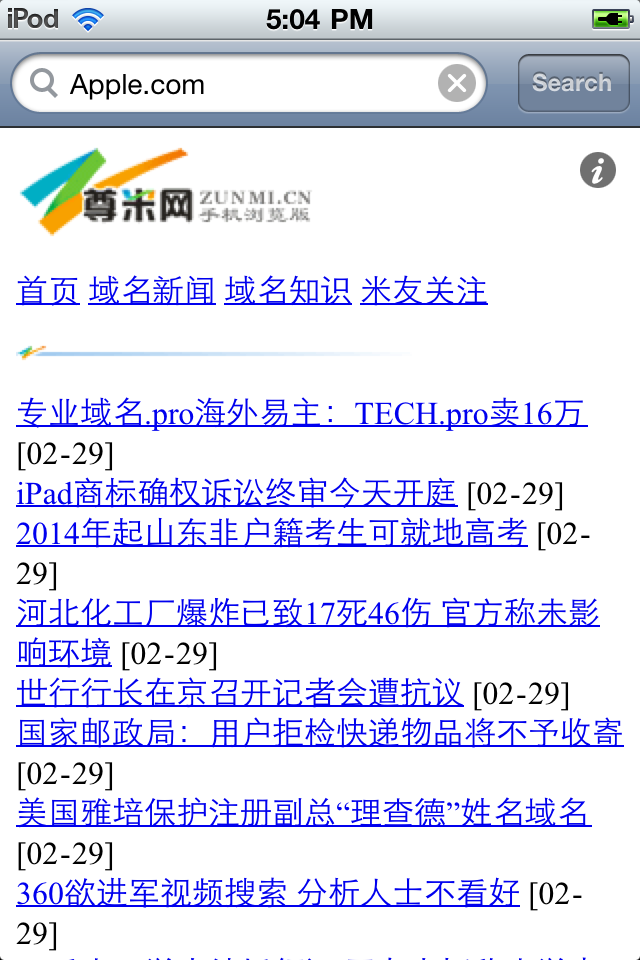 iPod 5:04 PM
Apple.com Search
尊米网 ZUNMI.CN
手机浏览版
首页 域名新闻 域名知识 米友关注
专业域名.pro海外易主：TECH.pro卖16万
[02-29]
iPad商标确权诉讼终审今天开庭 [02-29]
2014年起山东非户籍考生可就地高考 [02-
29]
河北化工厂爆炸已致17死46伤 官方称未影
响环境 [02-29]
世行行长在京召开记者会遭抗议 [02-29]
国家邮政局：用户拒检快递物品将不予收寄
[02-29]
美国雅培保护注册副总“理查德”姓名域名
[02-29]
360欲进军视频搜索 分析人士不看好 [02-
29]